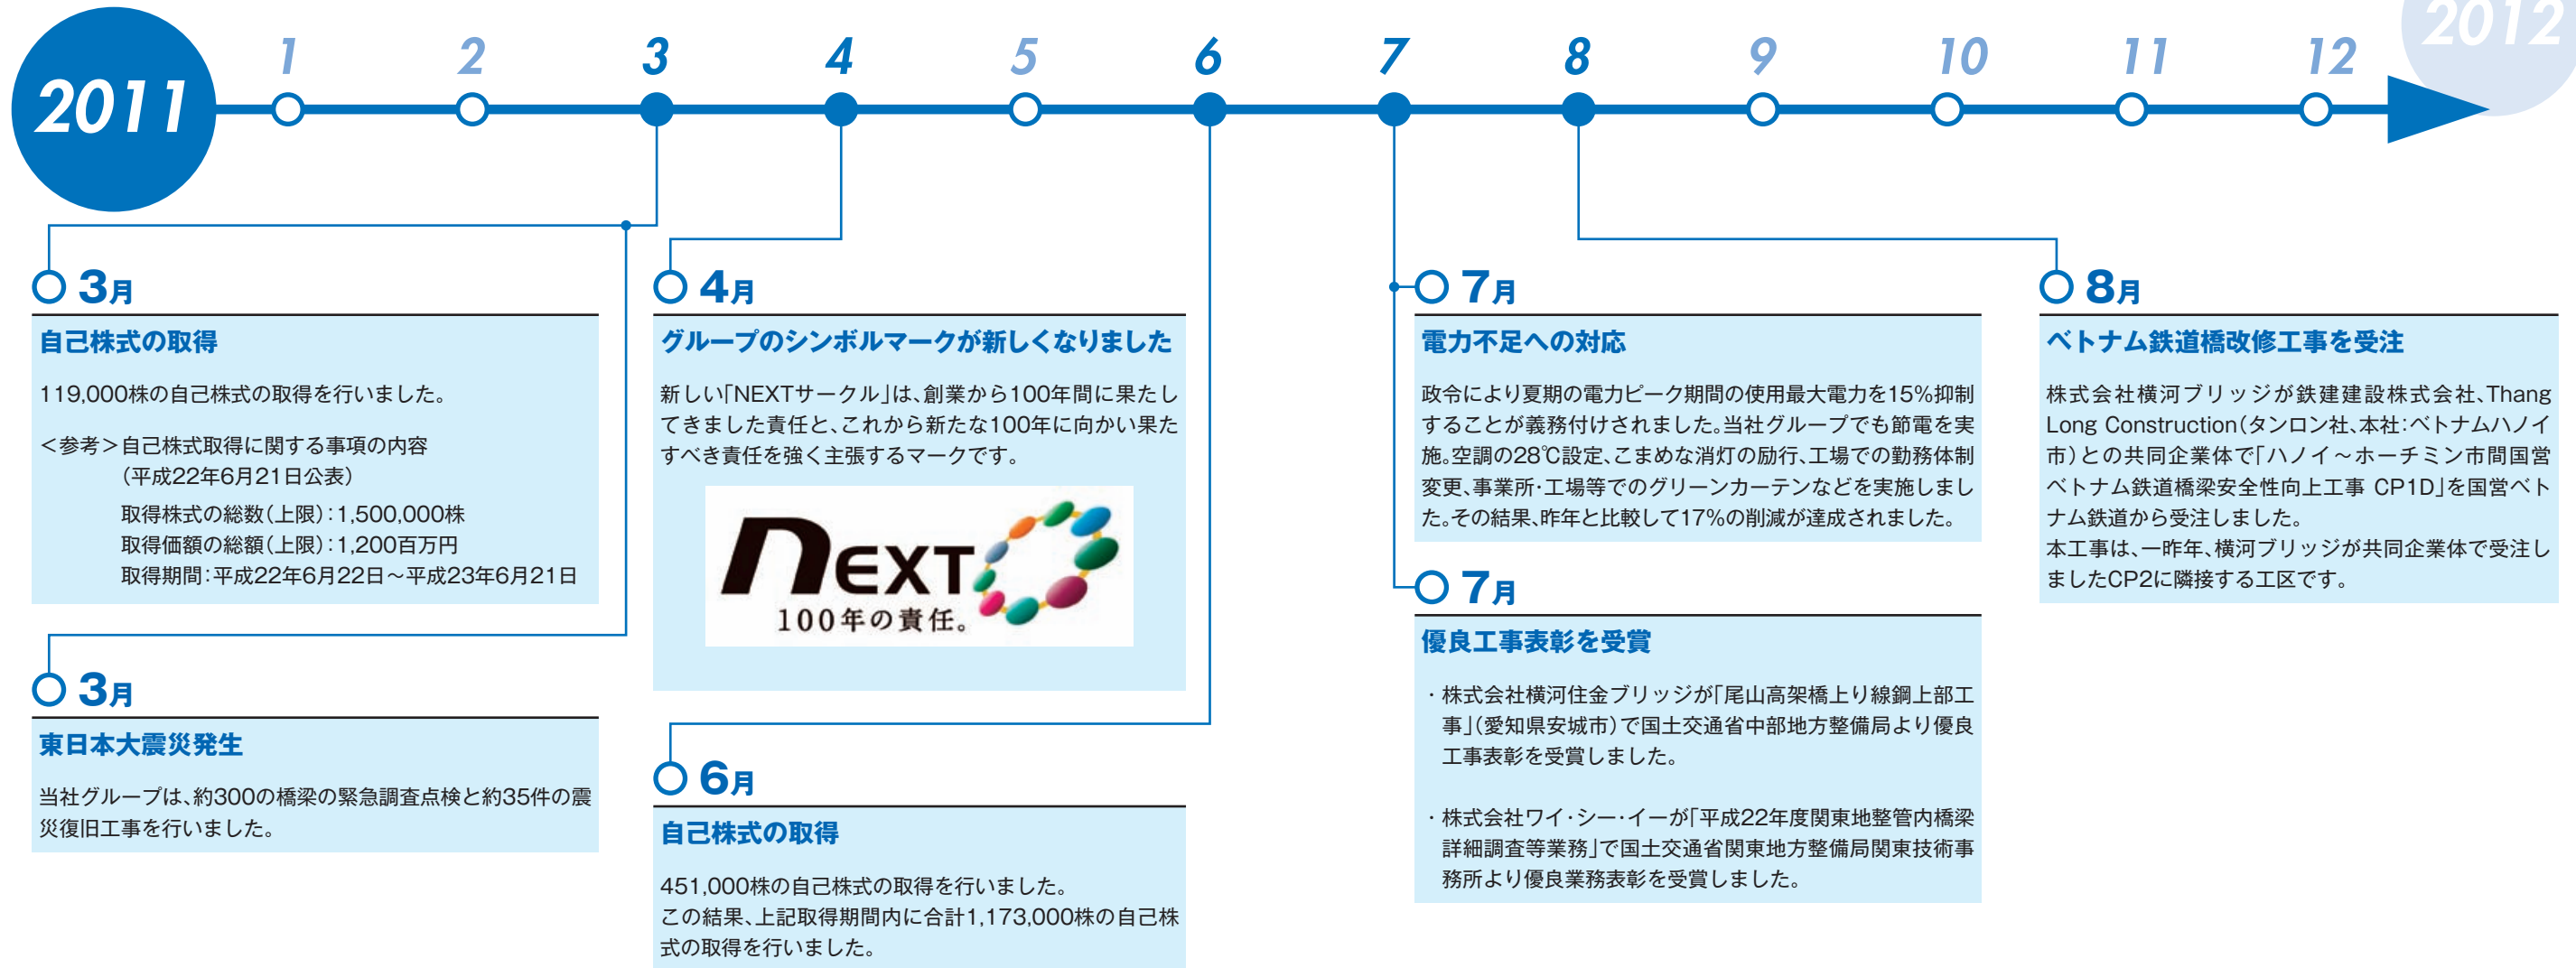 2011
1
2
3
4
5
6
7
8
9
10
11
12
2012
3月
自己株式の取得
119,000株の自己株式の取得を行いました。
＜参考＞自己株式取得に関する事項の内容
（平成22年6月21日公表）
取得株式の総数（上限）：1,500,000株
取得価額の総額（上限）：1,200百万円
取得期間：平成22年6月22日～平成23年6月21日
3月
東日本大震災発生
当社グループは、約300の橋梁の緊急調査点検と約35件の震
災復旧工事を行いました。
4月
グループのシンボルマークが新しくなりました
新しい「NEXTサークル」は、創業から100年間に果たし
てきました責任と、これから新たな100年に向かい果た
すべき責任を強く主張するマークです。
NEXT
100年の責任。
6月
自己株式の取得
451,000株の自己株式の取得を行いました。
この結果、上記取得期間内に合計1,173,000株の自己株
式の取得を行いました。
7月
電力不足への対応
政令により夏期の電力ピーク期間の使用最大電力を15%抑制
することが義務付けされました。当社グループでも節電を実
施。空調の28℃設定、こまめな消灯の励行、工場での勤務体制
変更、事業所・工場等でのグリーンカーテンなどを実施しまし
た。その結果、昨年と比較して17%の削減が達成されました。
7月
優良工事表彰を受賞
・株式会社横河住金ブリッジが「尾山高架橋上り線鋼上部工
事」（愛知県安城市）で国土交通省中部地方整備局より優良
工事表彰を受賞しました。
・株式会社ワイ・シー・イーが「平成22年度関東地整管内橋梁
詳細調査等業務」で国土交通省関東地方整備局関東技術事
務所より優良業務表彰を受賞しました。
8月
ベトナム鉄道橋改修工事を受注
株式会社横河ブリッジが鉄建建設株式会社、Thang
Long Construction（タンロン社、本社：ベトナムハノイ
市）との共同企業体で「ハノイ～ホーチミン市間国営
ベトナム鉄道橋梁安全性向上工事 CP1D」を国営ベト
ナム鉄道から受注しました。
本工事は、一昨年、横河ブリッジが共同企業体で受注し
ましたCP2に隣接する工区です。